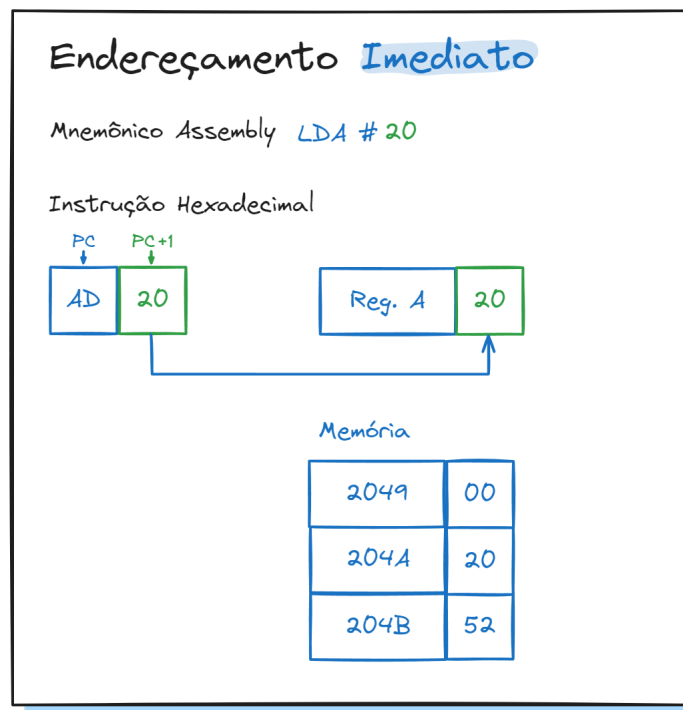 Endereçamento Imediato
Mnemônico Assembly LDA # 20
Instrução Hexadecimal
PC PC+1
AD 20 Reg. A 20
Memória
2049 00
204A 20
204B 52